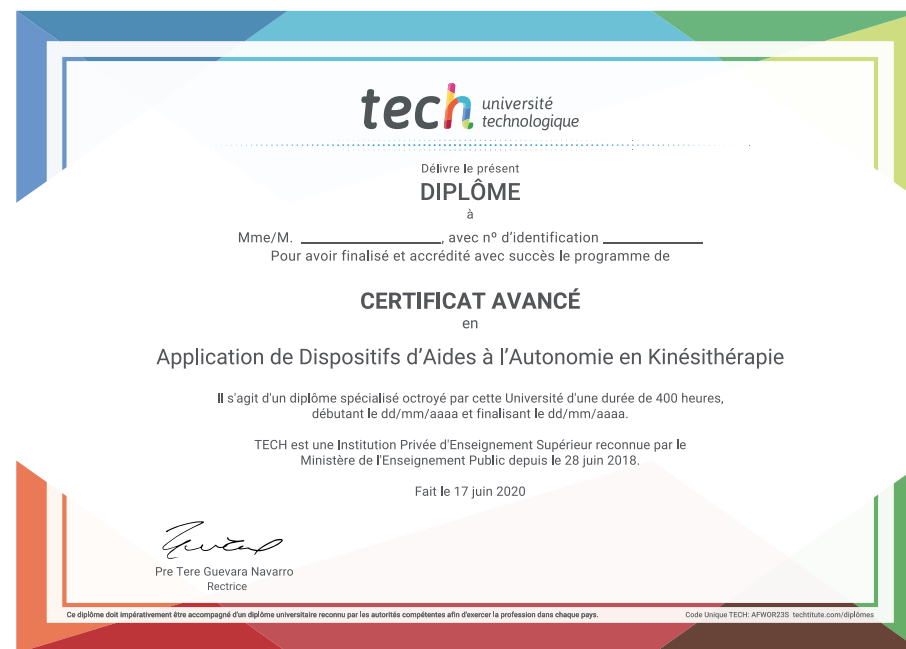 tech université
technologique
Délivre le présent
DIPLÔME
à
Mme/M. ____________________, avec nº d'identification ______________
Pour avoir finalisé et accrédité avec succès le programme de
CERTIFICAT AVANCÉ
en
Application de Dispositifs d'Aides à l'Autonomie en Kinésithérapie
Il s'agit d'un diplôme spécialisé octroyé par cette Université d'une durée de 400 heures,
débutant le dd/mm/aaaa et finalisant le dd/mm/aaaa.
TECH est une Institution Privée d'Enseignement Supérieur reconnue par le
Ministère de l'Enseignement Public depuis le 28 juin 2018.
Fait le 17 juin 2020
Pre Tere Guevara Navarro
Rectrice
Ce diplôme doit impérativement être accompagné d'un diplôme universitaire reconnu par les autorités compétentes afin d'exercer la profession dans chaque pays.
Code Unique TECH: AFWOR23S techtitute.com/diplômes